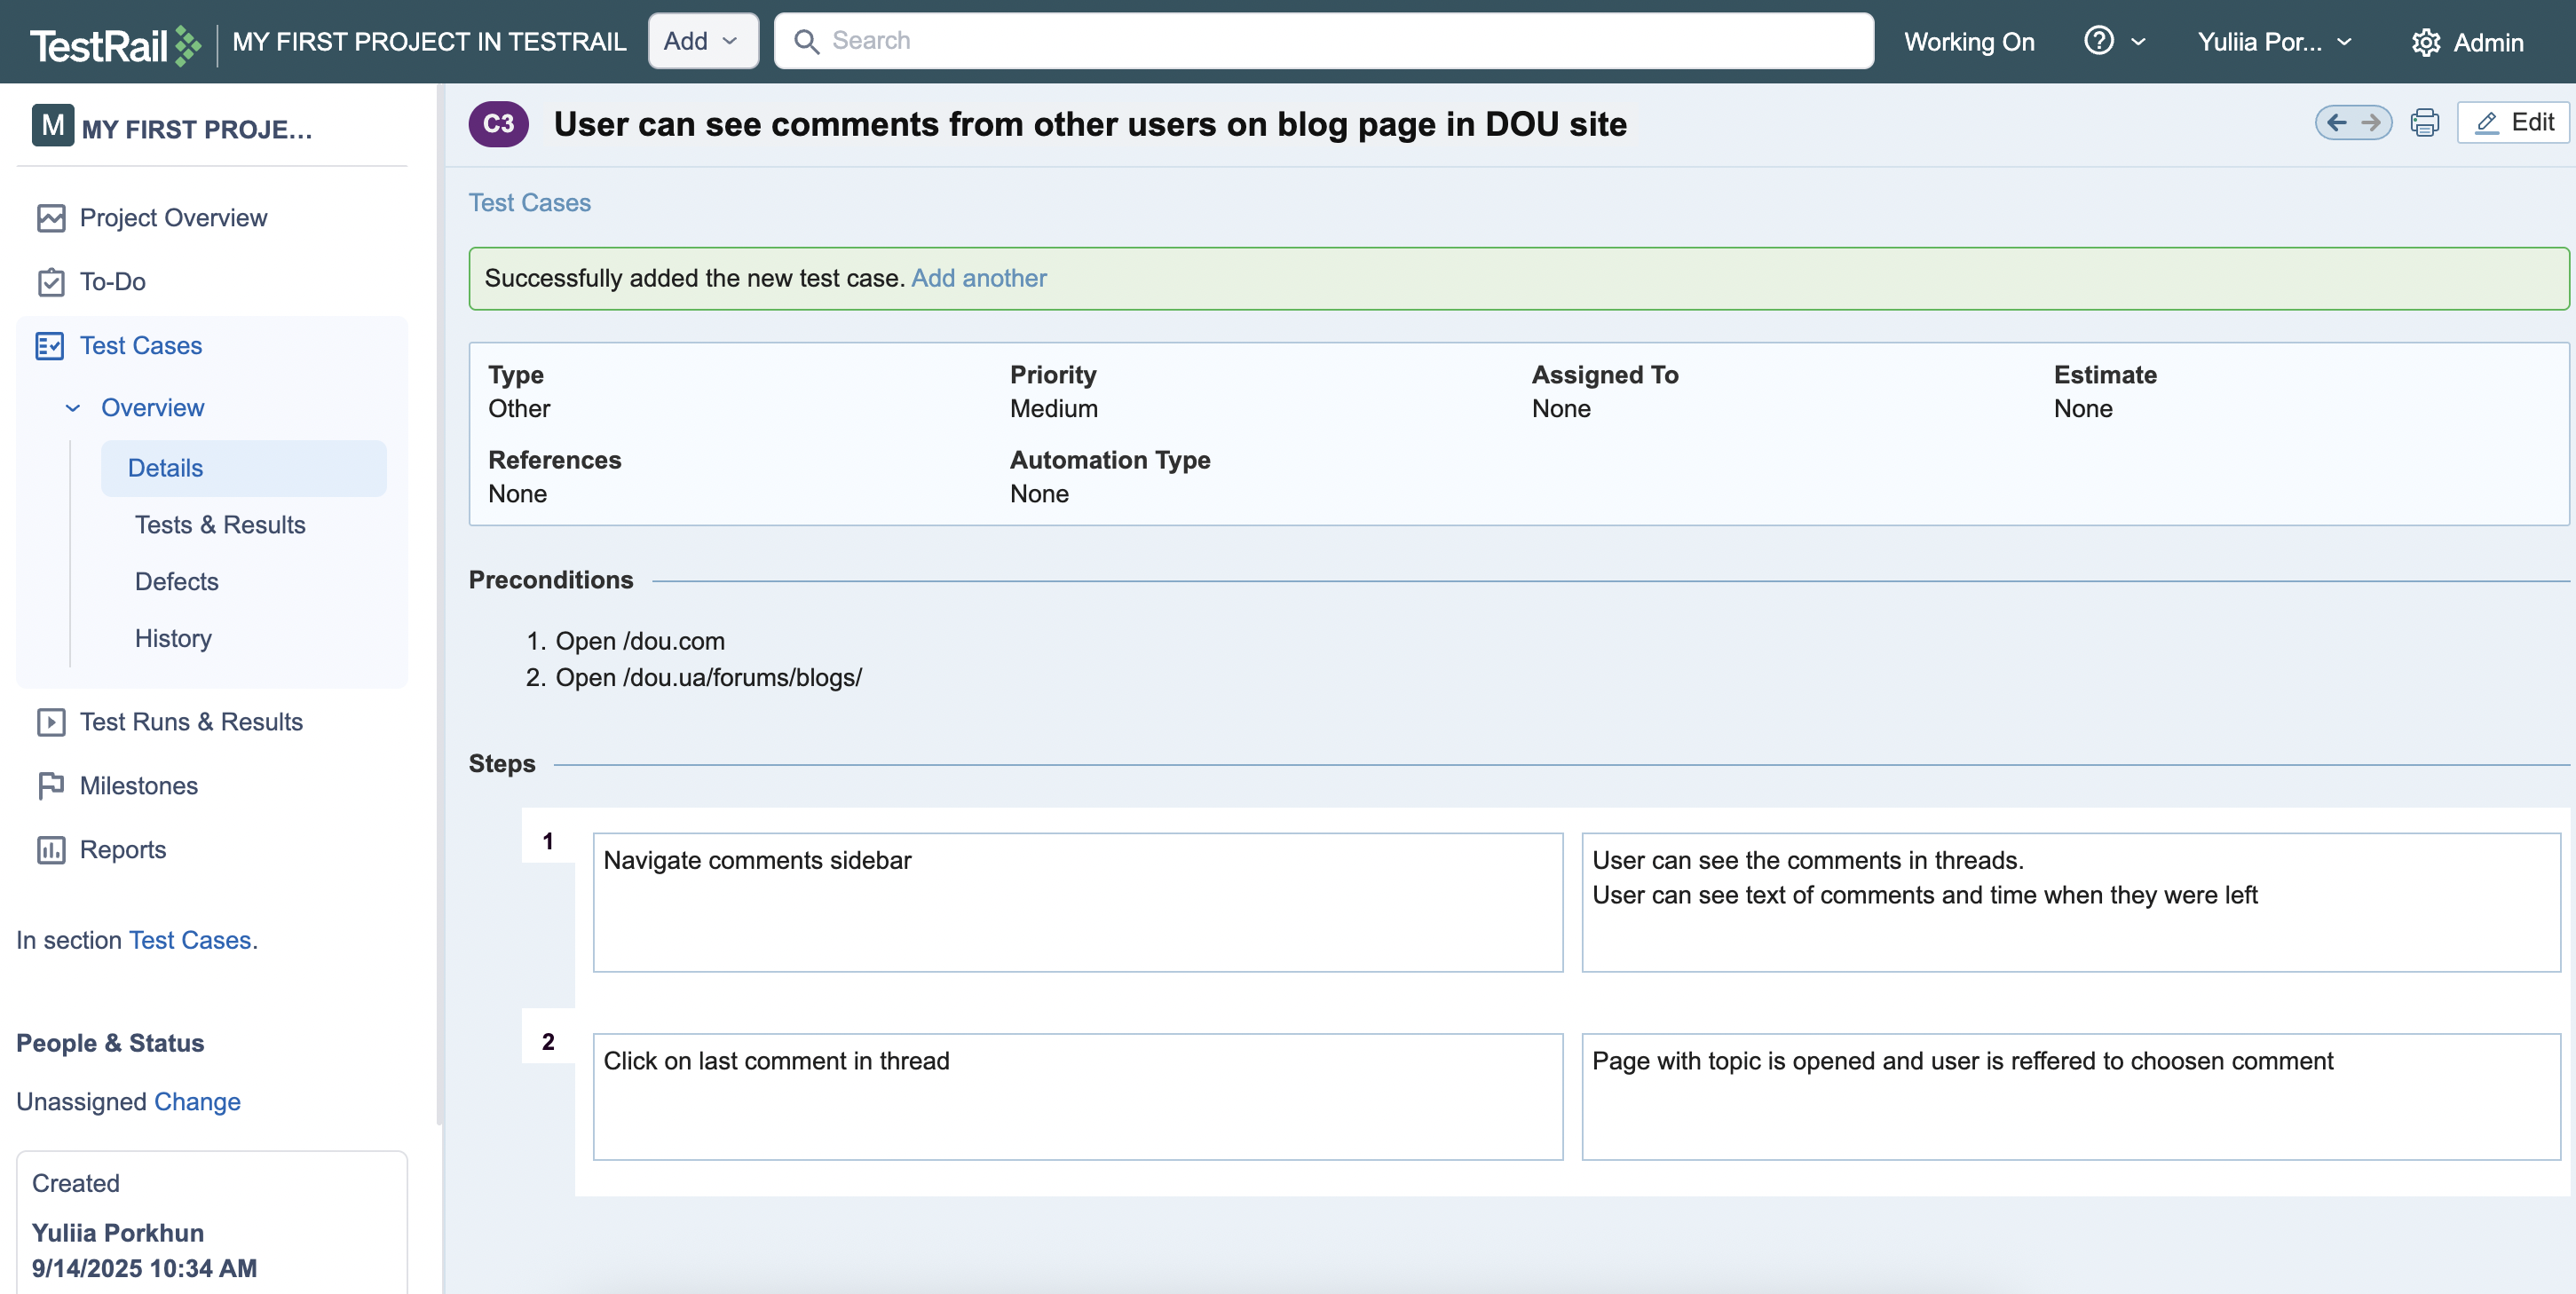 TestRail
MY FIRST PROJECT IN TESTRAIL
Add
Search
Working On
Yuliia Por...
Admin
M
MY FIRST PROJE...
Project Overview
To-Do
Test Cases
Overview
Details
Tests & Results
Defects
History
Test Runs & Results
Milestones
Reports
In section Test Cases.
People & Status
Unassigned Change
Created
Yuliia Porkhun
9/14/2025 10:34 AM
C3
User can see comments from other users on blog page in DOU site
Edit
Test Cases
Successfully added the new test case. Add another
Type
Other
Priority
Medium
Assigned To
None
Estimate
None
References
None
Automation Type
None
Preconditions
1. Open /dou.com
2. Open /dou.ua/forums/blogs/
Steps
1
Navigate comments sidebar
User can see the comments in threads.
User can see text of comments and time when they were left
2
Click on last comment in thread
Page with topic is opened and user is reffered to choosen comment